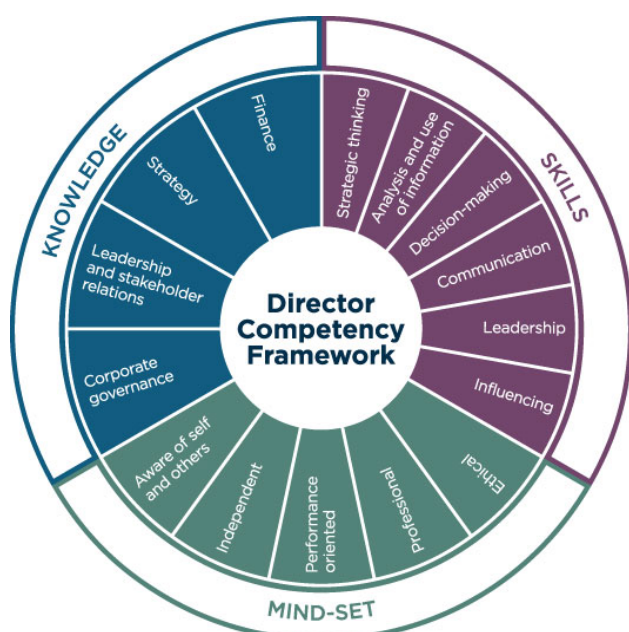 Director
Competency
Framework
KNOWLEDGE
Finance
Strategy
Leadership
and stakeholder
relations
Corporate
governance
SKILLS
Strategic thinking
Analysis and use
of information
Decision-making
Communication
Leadership
Influencing
MIND-SET
Ethical
Professional
Performance
oriented
Independent
Aware of self
and others